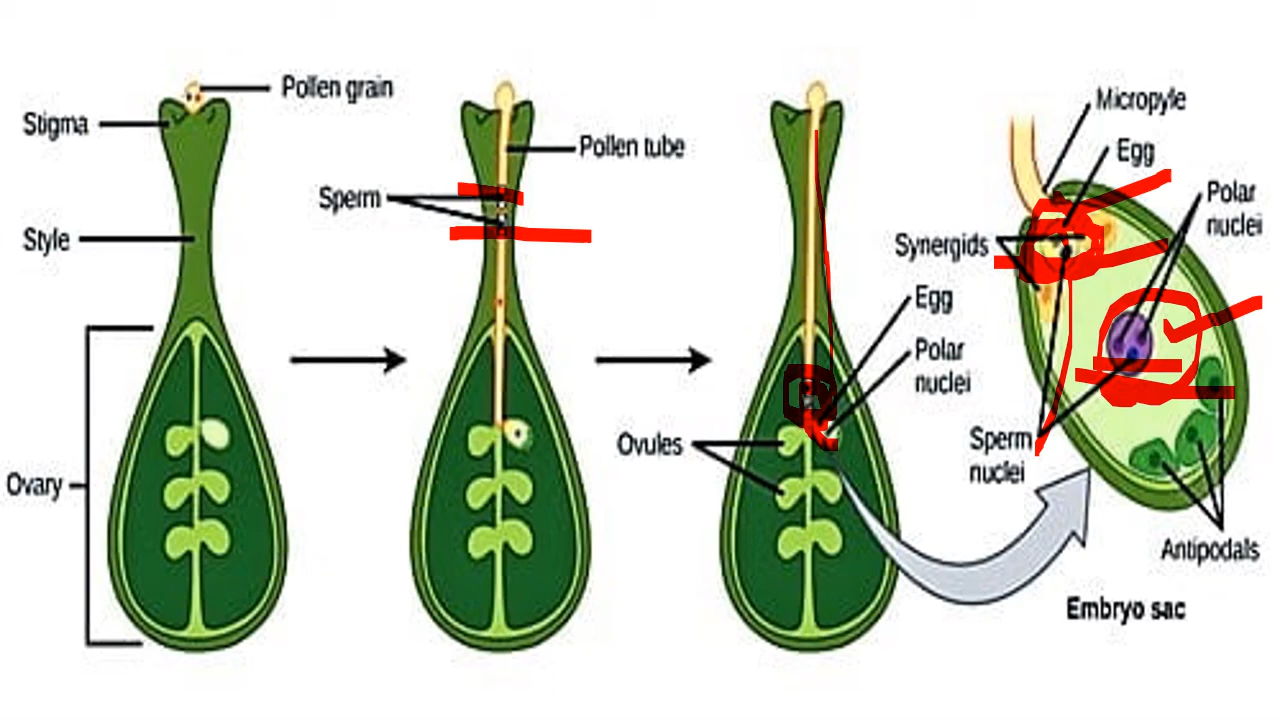 Pollen grain
Stigma
Style
Ovary
Pollen tube
Sperm
Egg
Polar
nuclei
Ovules
Micropyle
Egg
Polar
nuclei
Synergids
Sperm
nuclei
Antipodals
Embryo sac